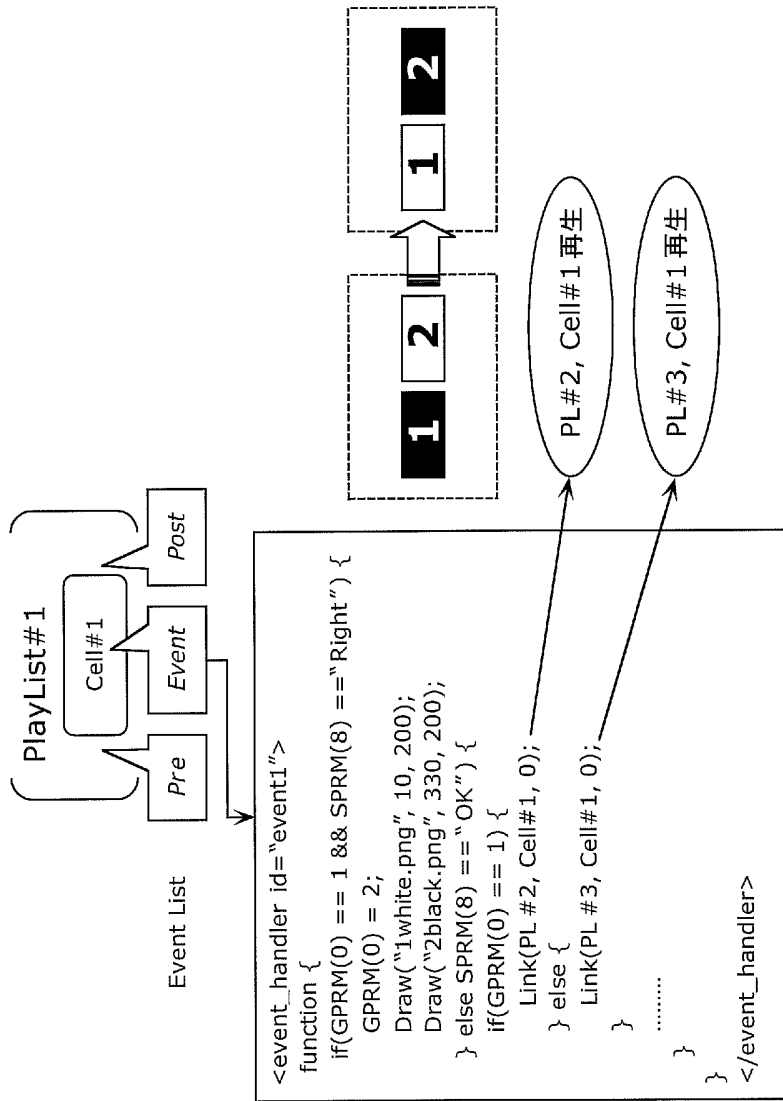 PlayList#1
Cell#1
Event List
Pre
Event
Post
<event_handler id=“event1”>
function {
if(GPRM(0) == 1 && SPRM(8) ==“Right”) {
GPRM(0) = 2;
Draw(“1white.png”, 10, 200);
Draw(“2black.png”, 330, 200);
} else SPRM(8) ==“OK”) {
if(GPRM(0) == 1) {
Link(PL #2, Cell#1, 0);
} else {
Link(PL #3, Cell#1, 0);
}
.........
}
}
</event_handler>
1 2
1 2
PL#2, Cell#1 再生
PL#3, Cell#1 再生